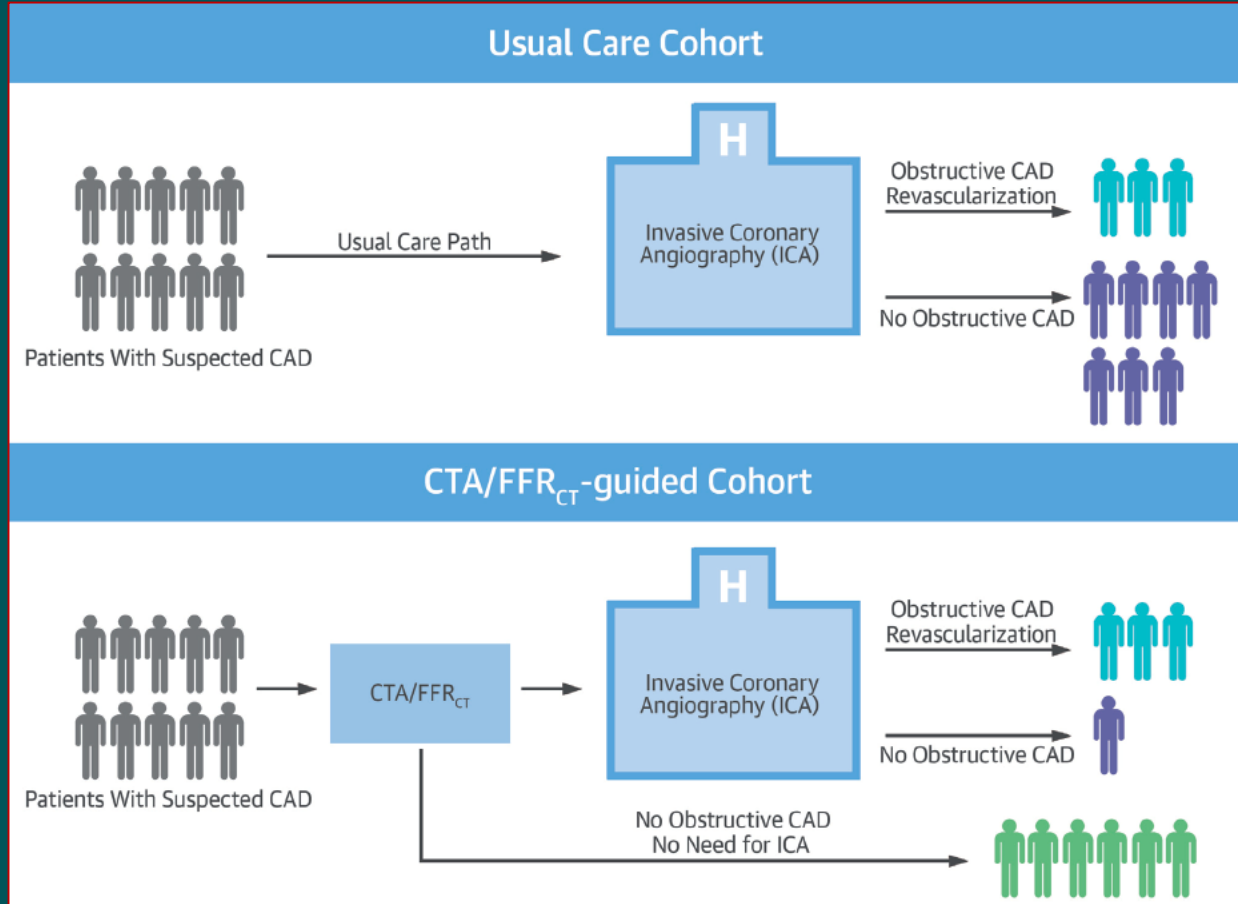 Usual Care Cohort
H
Obstructive CAD
Revascularization
Usual Care Path
Invasive Coronary
Angiography (ICA)
No Obstructive CAD
Patients With Suspected CAD
CTA/FFRCT-guided Cohort
H
Obstructive CAD
Revascularization
CTA/FFRCT
Invasive Coronary
Angiography (ICA)
No Obstructive CAD
Patients With Suspected CAD
No Obstructive CAD
No Need for ICA